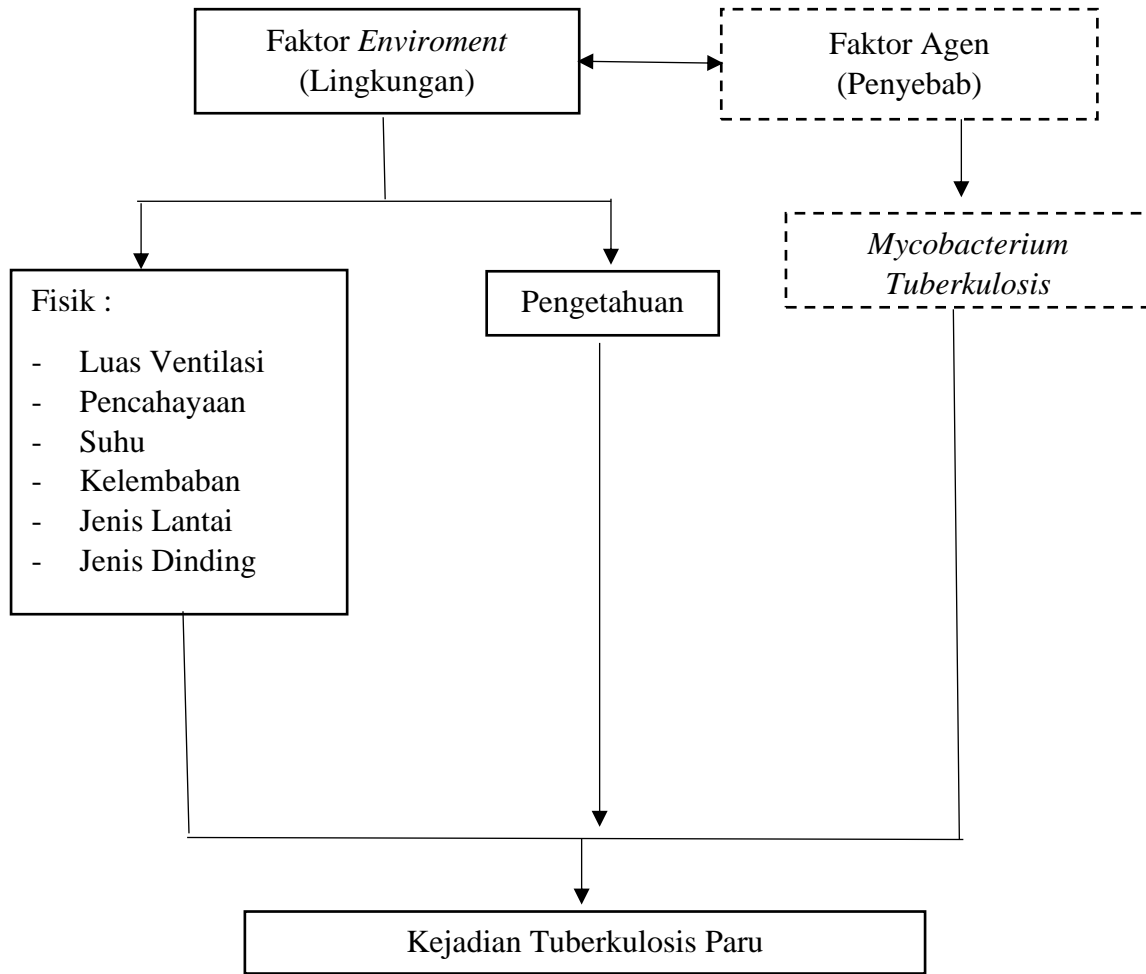 Faktor Enviroment
(Lingkungan)
Faktor Agen
(Penyebab)
Fisik :
- Luas Ventilasi
- Pencahayaan
- Suhu
- Kelembaban
- Jenis Lantai
- Jenis Dinding
Pengetahuan
Mycobacterium
Tuberkulosis
Kejadian Tuberkulosis Paru